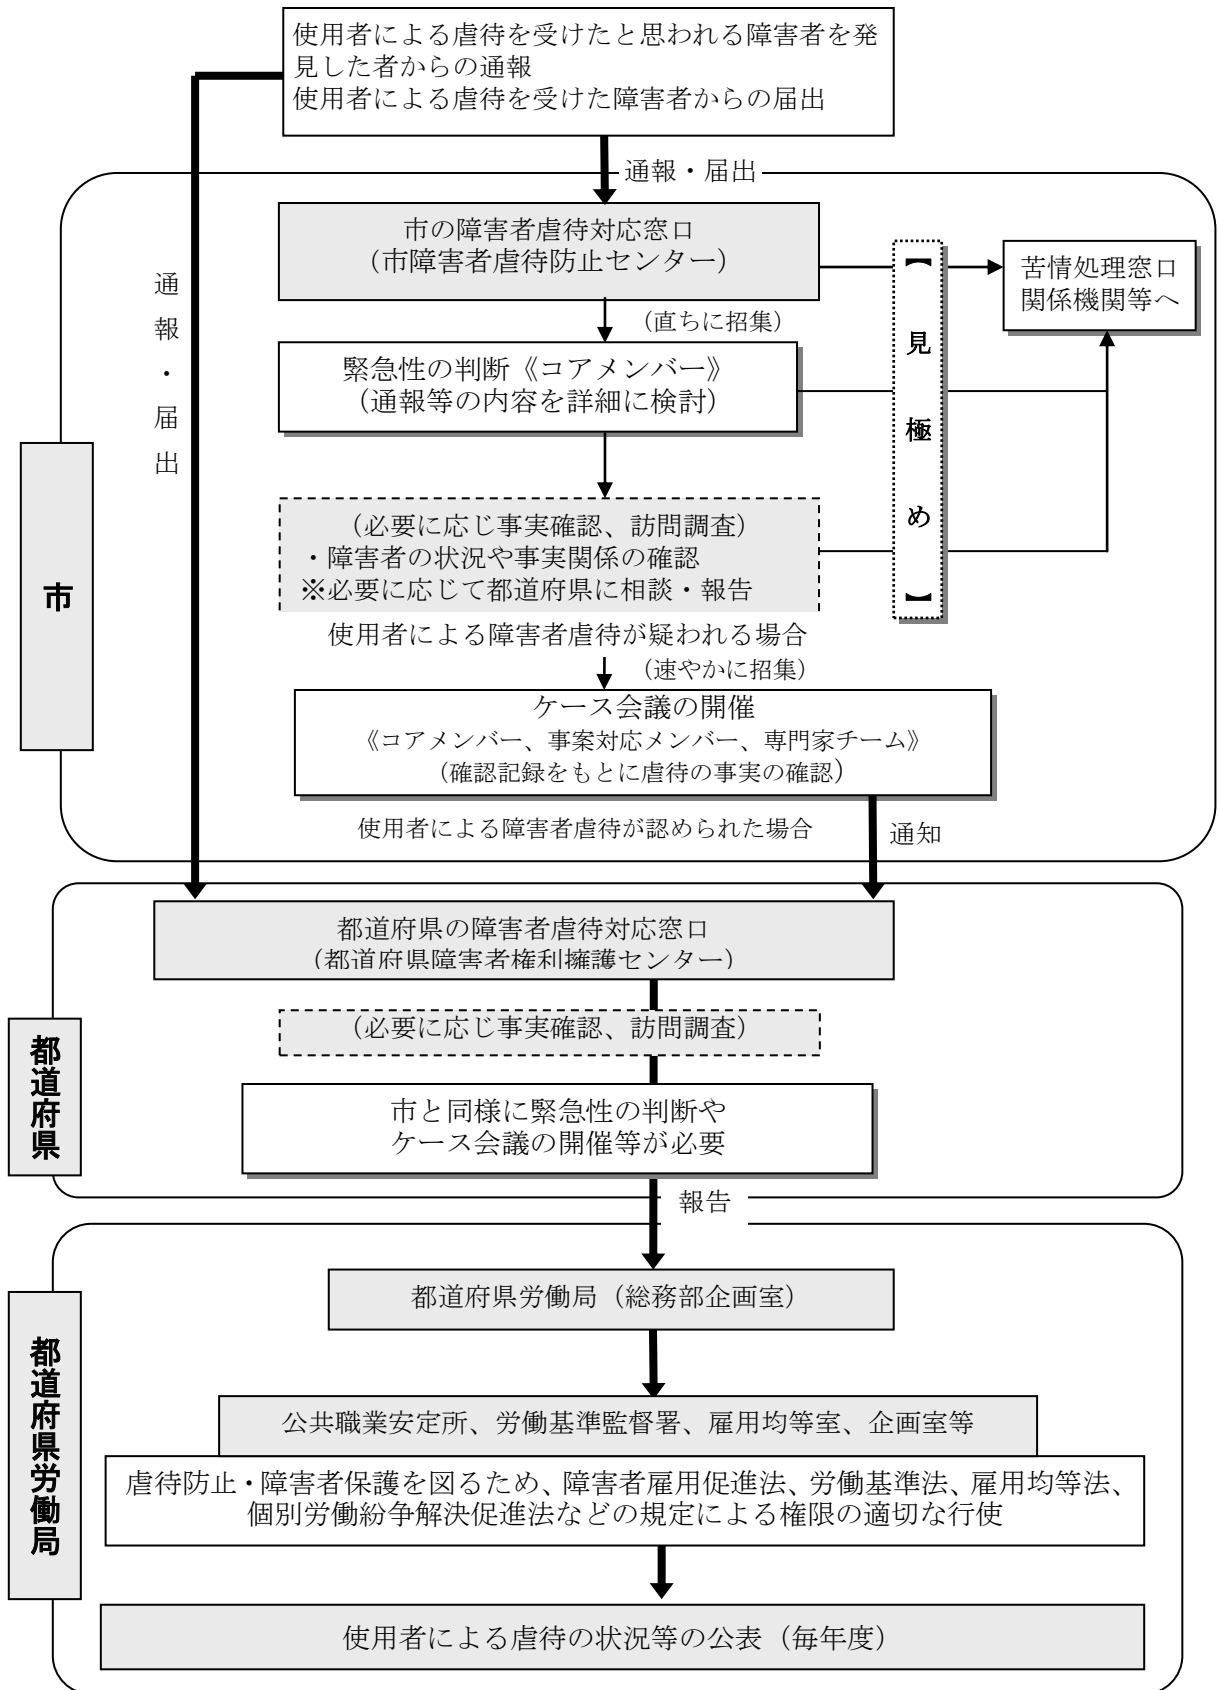 使用者による虐待を受けたと思われる障害者を発
見した者からの通報
使用者による虐待を受けた障害者からの届出
通報・届出
通報・届出
市
市の障害者虐待対応窓口
（市障害者虐待防止センター）
（直ちに招集）
緊急性の判断《コアメンバー》
（通報等の内容を詳細に検討）
【見極め】
苦情処理窓口
関係機関等へ
（必要に応じ事実確認、訪問調査）
・障害者の状況や事実関係の確認
※必要に応じて都道府県に相談・報告
使用者による障害者虐待が疑われる場合
（速やかに招集）
ケース会議の開催
《コアメンバー、事案対応メンバー、専門家チーム》
（確認記録をもとに虐待の事実の確認）
使用者による障害者虐待が認められた場合
通知
都道府県
都道府県の障害者虐待対応窓口
（都道府県障害者権利擁護センター）
（必要に応じ事実確認、訪問調査）
市と同様に緊急性の判断や
ケース会議の開催等が必要
報告
都道府県労働局
都道府県労働局（総務部企画室）
公共職業安定所、労働基準監督署、雇用均等室、企画室等
虐待防止・障害者保護を図るため、障害者雇用促進法、労働基準法、雇用均等法、
個別労働紛争解決促進法などの規定による権限の適切な行使
使用者による虐待の状況等の公表（毎年度）